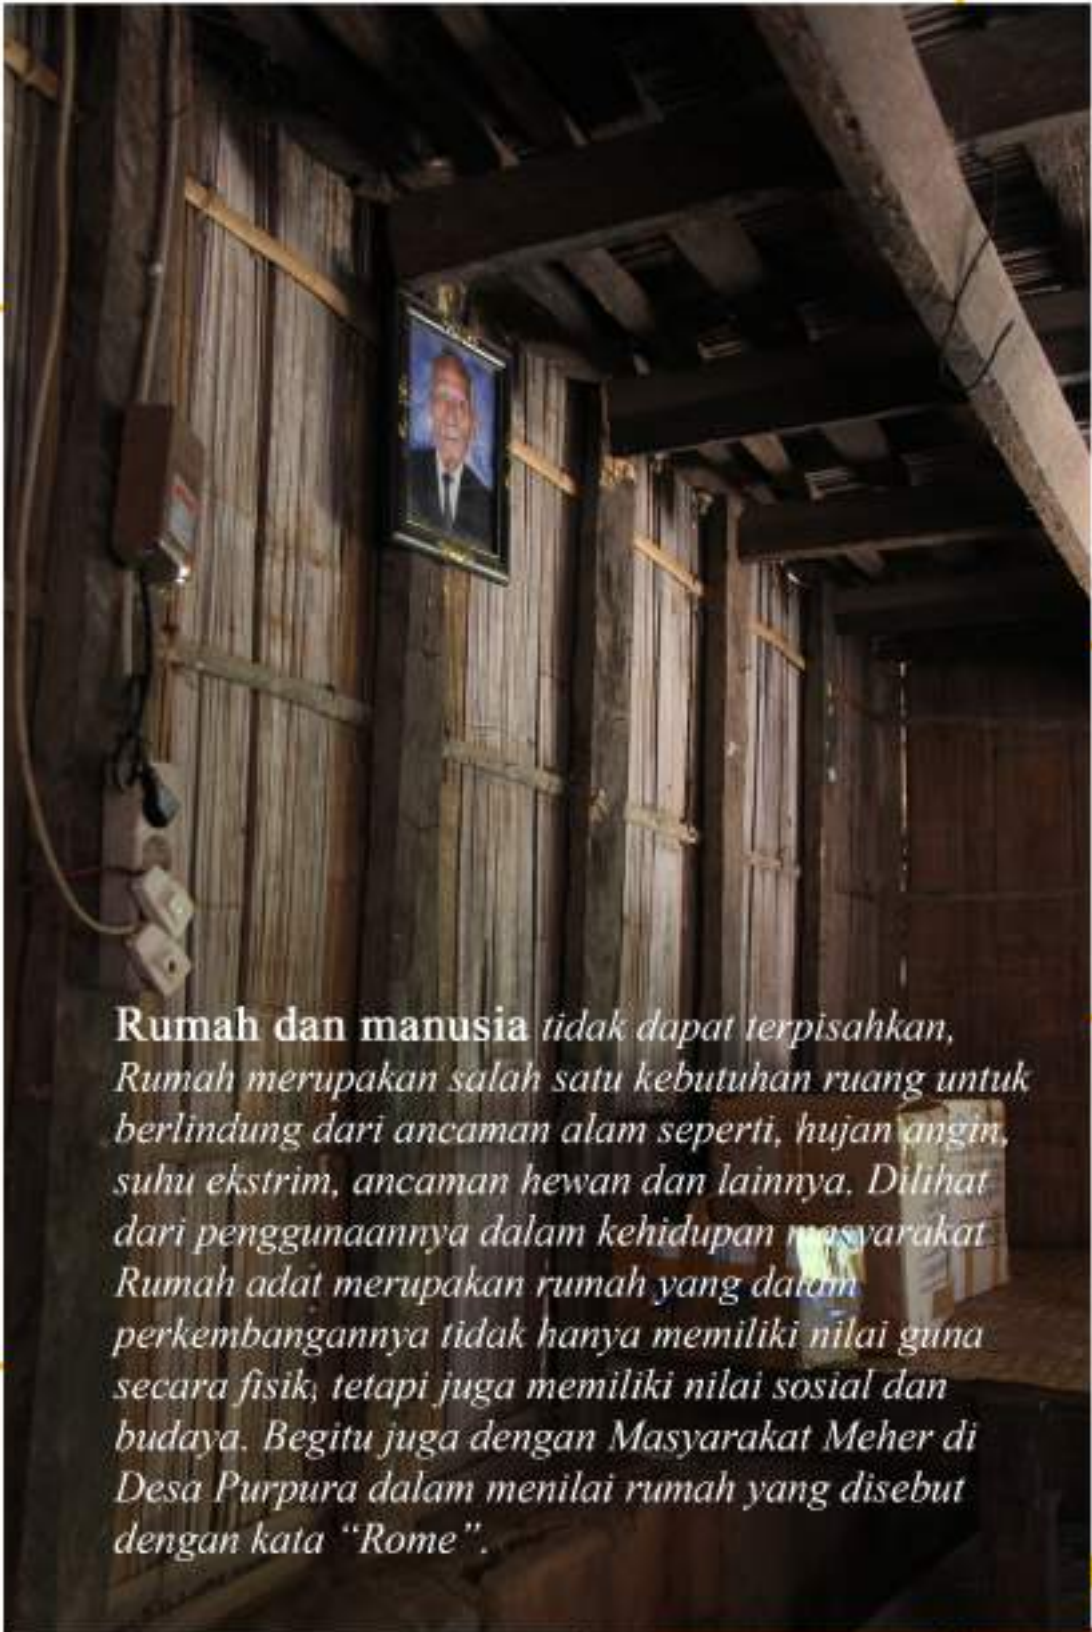 Rumah dan manusia tidak dapat terpisahkan,
Rumah merupakan salah satu kebutuhan ruang untuk
berlindung dari ancaman alam seperti, hujan angin,
suhu ekstrim, ancaman hewan dan lainnya. Dilihat
dari penggunaannya dalam kehidupan masyarakat
Rumah adat merupakan rumah yang dalam
perkembangannya tidak hanya memiliki nilai guna
secara fisik, tetapi juga memiliki nilai sosial dan
budaya. Begitu juga dengan Masyarakat Meher di
Desa Purpura dalam menilai rumah yang disebut
dengan kata “Rome”.